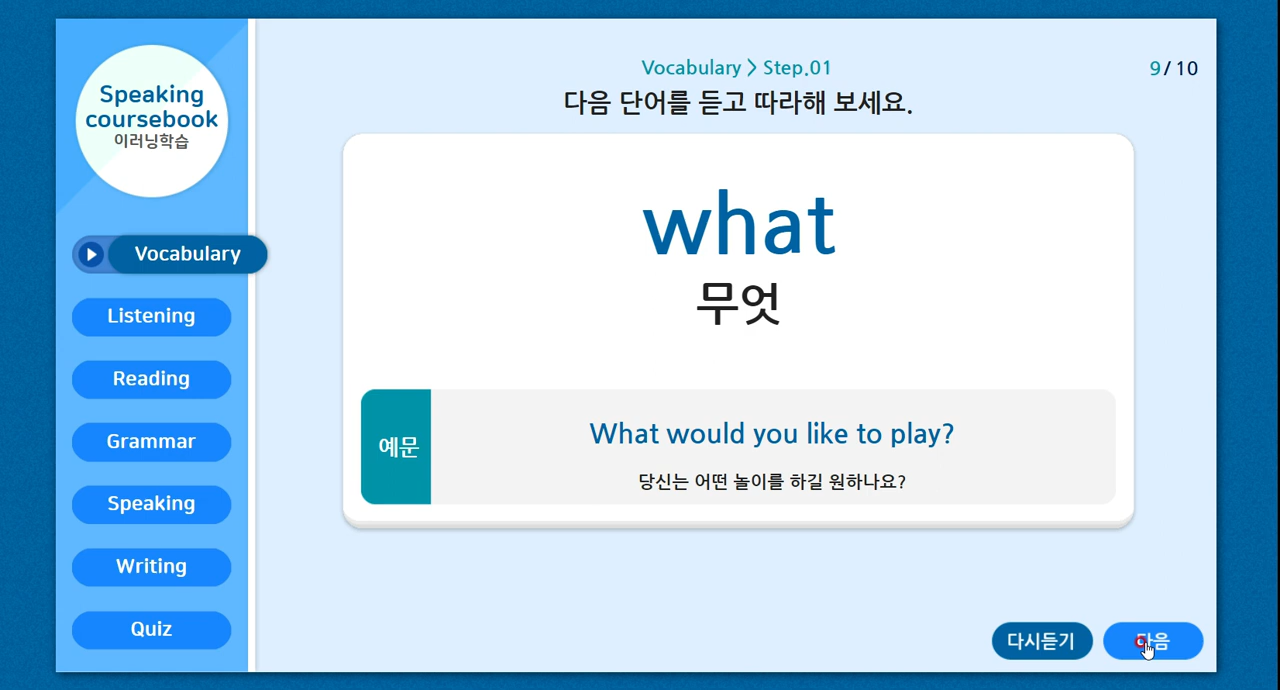 Speaking
coursebook
이러닝학습
Vocabulary
Listening
Reading
Grammar
Speaking
Writing
Quiz
Vocabulary > Step.01
9/10
다음 단어를 듣고 따라해 보세요.
what
무엇
예문
What would you like to play?
당신는 어떤 놀이를 하길 원하나요?
다시듣기
다음